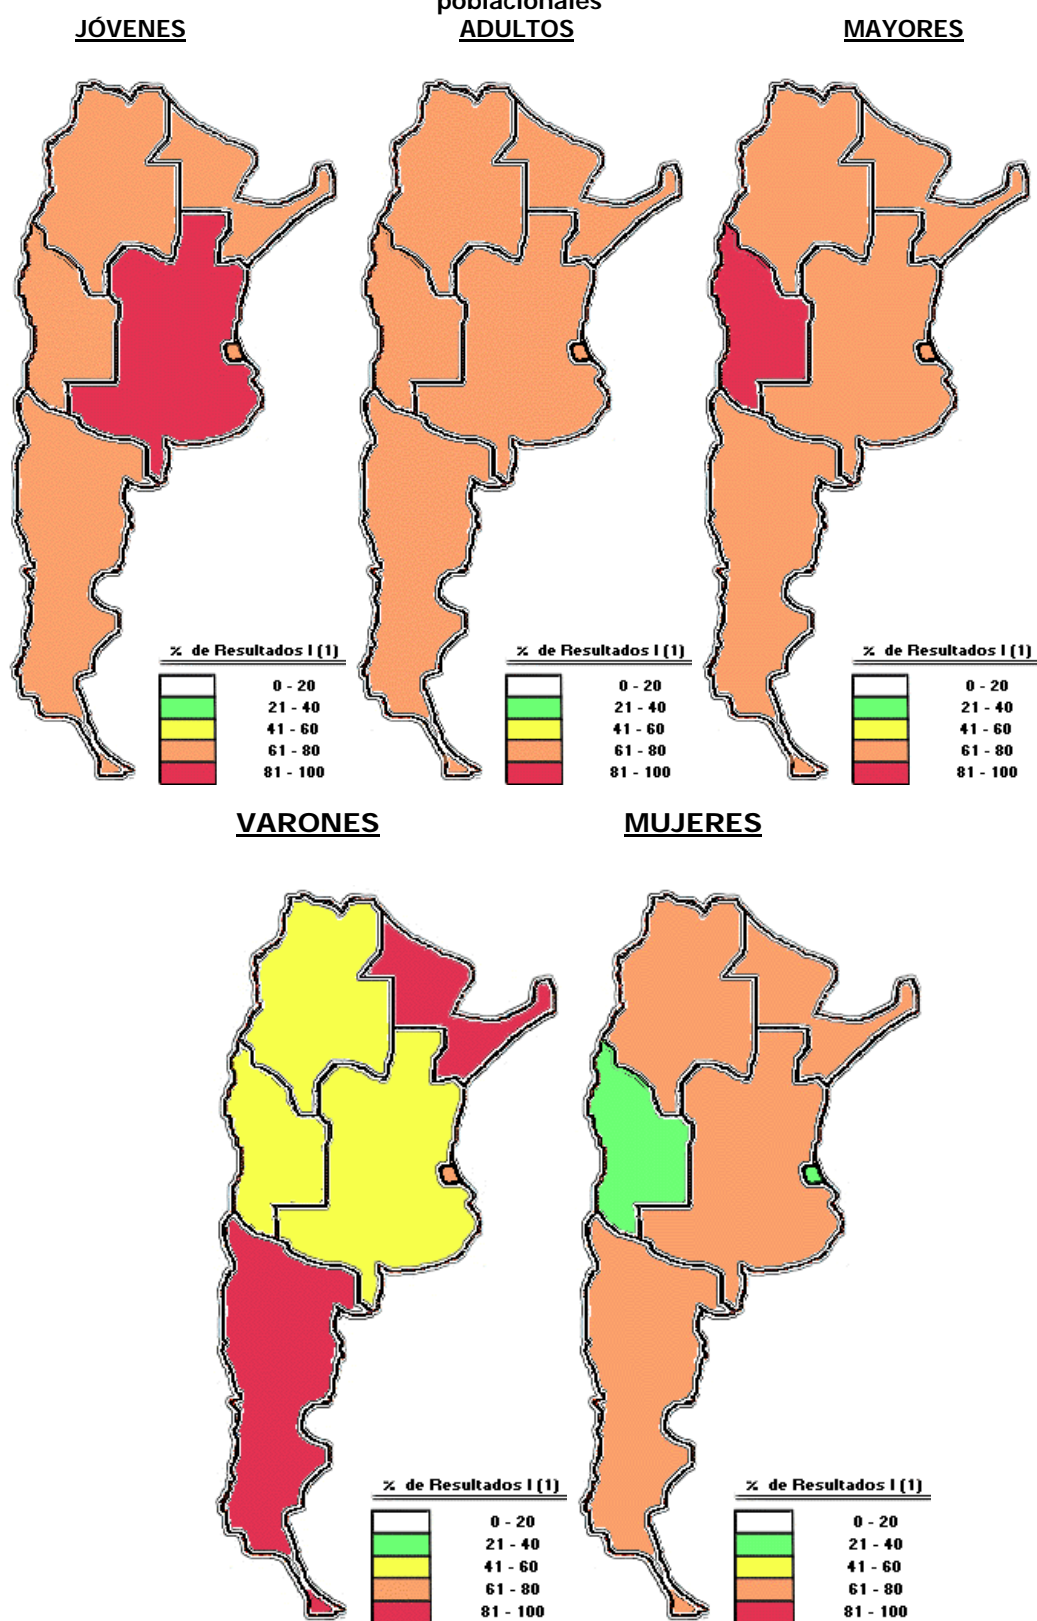 poblacionales
JÓVENES
ADULTOS
MAYORES
% de Resultados I (1)
0 - 20
21 - 40
41 - 60
61 - 80
81 - 100
% de Resultados I (1)
0 - 20
21 - 40
41 - 60
61 - 80
81 - 100
% de Resultados I (1)
0 - 20
21 - 40
41 - 60
61 - 80
81 - 100
VARONES
MUJERES
% de Resultados I (1)
0 - 20
21 - 40
41 - 60
61 - 80
81 - 100
% de Resultados I (1)
0 - 20
21 - 40
41 - 60
61 - 80
81 - 100